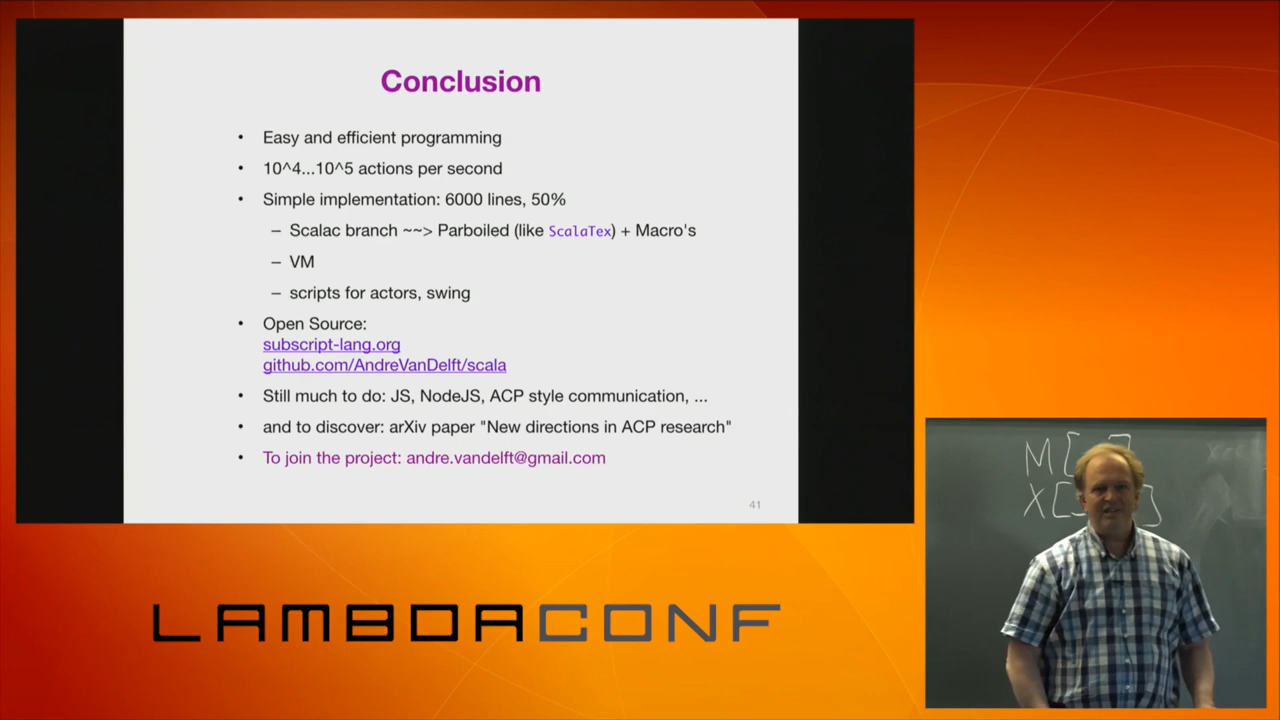 Conclusion
• Easy and efficient programming
• 10^4...10^5 actions per second
• Simple implementation: 6000 lines, 50%
– Scalac branch ~~> Parboiled (like ScalaTex) + Macro's
– VM
– scripts for actors, swing
• Open Source:
subscript-lang.org
github.com/AndreVanDelft/scala
• Still much to do: JS, NodeJS, ACP style communication, ...
• and to discover: arXiv paper "New directions in ACP research"
• To join the project: andre.vandelft@gmail.com
41
M[
X[
LAMBDACONF